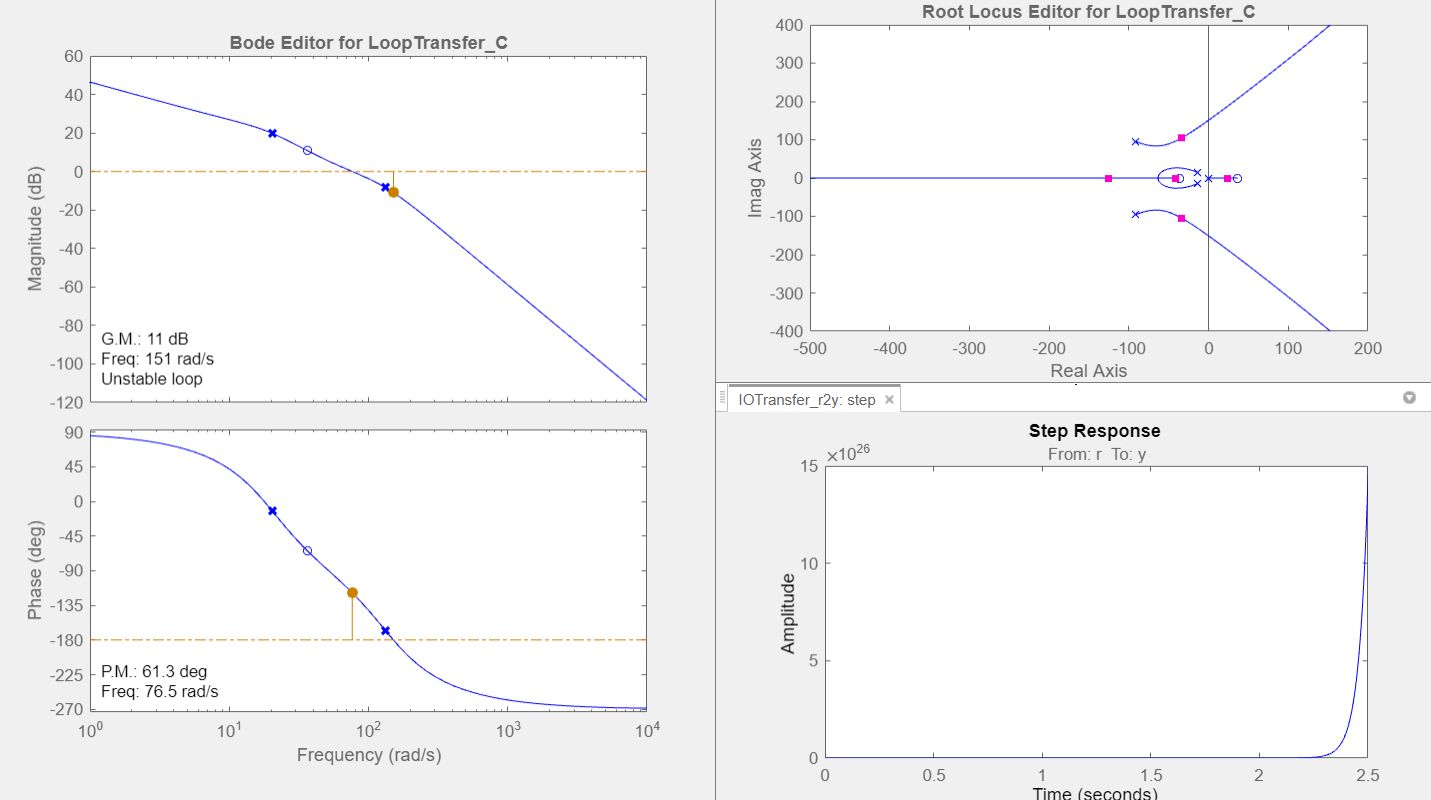 Bode Editor for LoopTransfer_C
60
40
20
0
-20
-40
-60
-80
-100
-120
Magnitude (dB)
G.M.: 11 dB
Freq: 151 rad/s
Unstable loop
90
45
0
-45
-90
-135
-180
-225
-270
Phase (deg)
P.M.: 61.3 deg
Freq: 76.5 rad/s
10^0 10^1 10^2 10^3 10^4
Frequency (rad/s)
Root Locus Editor for LoopTransfer_C
400
300
200
100
0
-100
-200
-300
-400
Imag Axis
-500 -400 -300 -200 -100 0 100 200
Real Axis
IOTransfer_r2y: step
Step Response
From: r To: y
×10^26
15
10
5
0
Amplitude
0 0.5 1 1.5 2 2.5
Time (seconds)